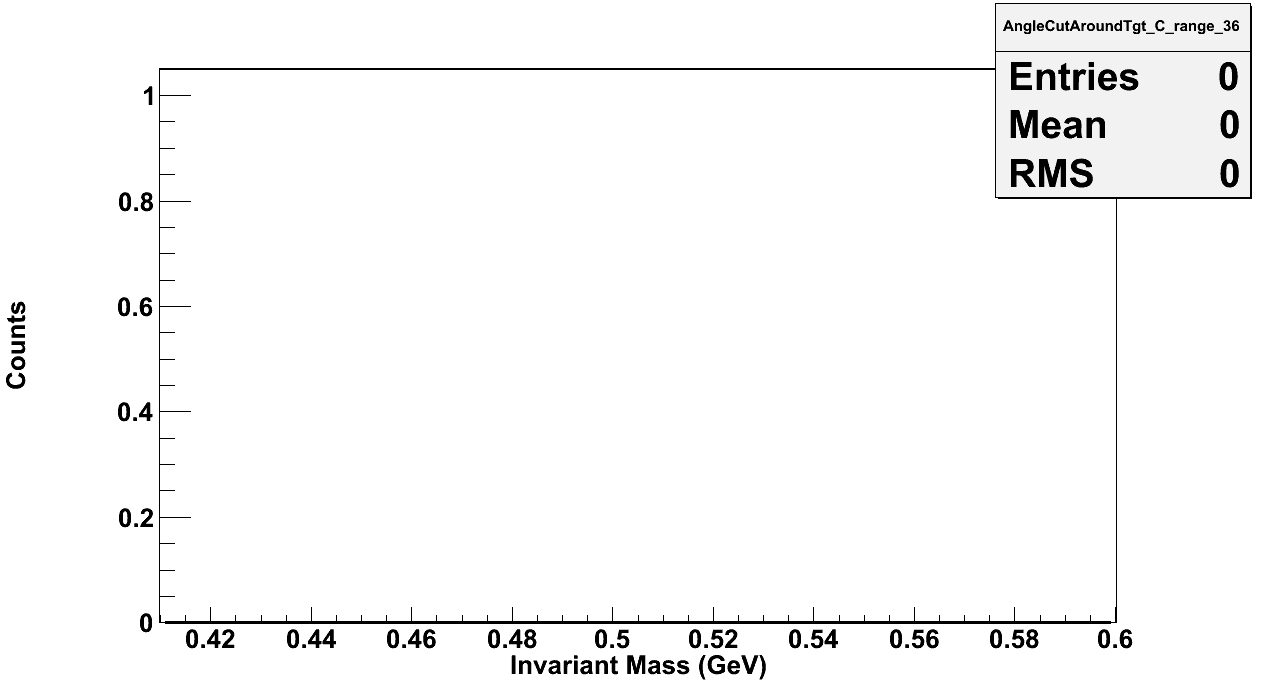 AngleCutAroundTgt_C_range_36
Entries 0
Mean 0
RMS 0
Counts
1
0.8
0.6
0.4
0.2
0
0.42 0.44 0.46 0.48 0.5 0.52 0.54 0.56 0.58 0.6
Invariant Mass (GeV)